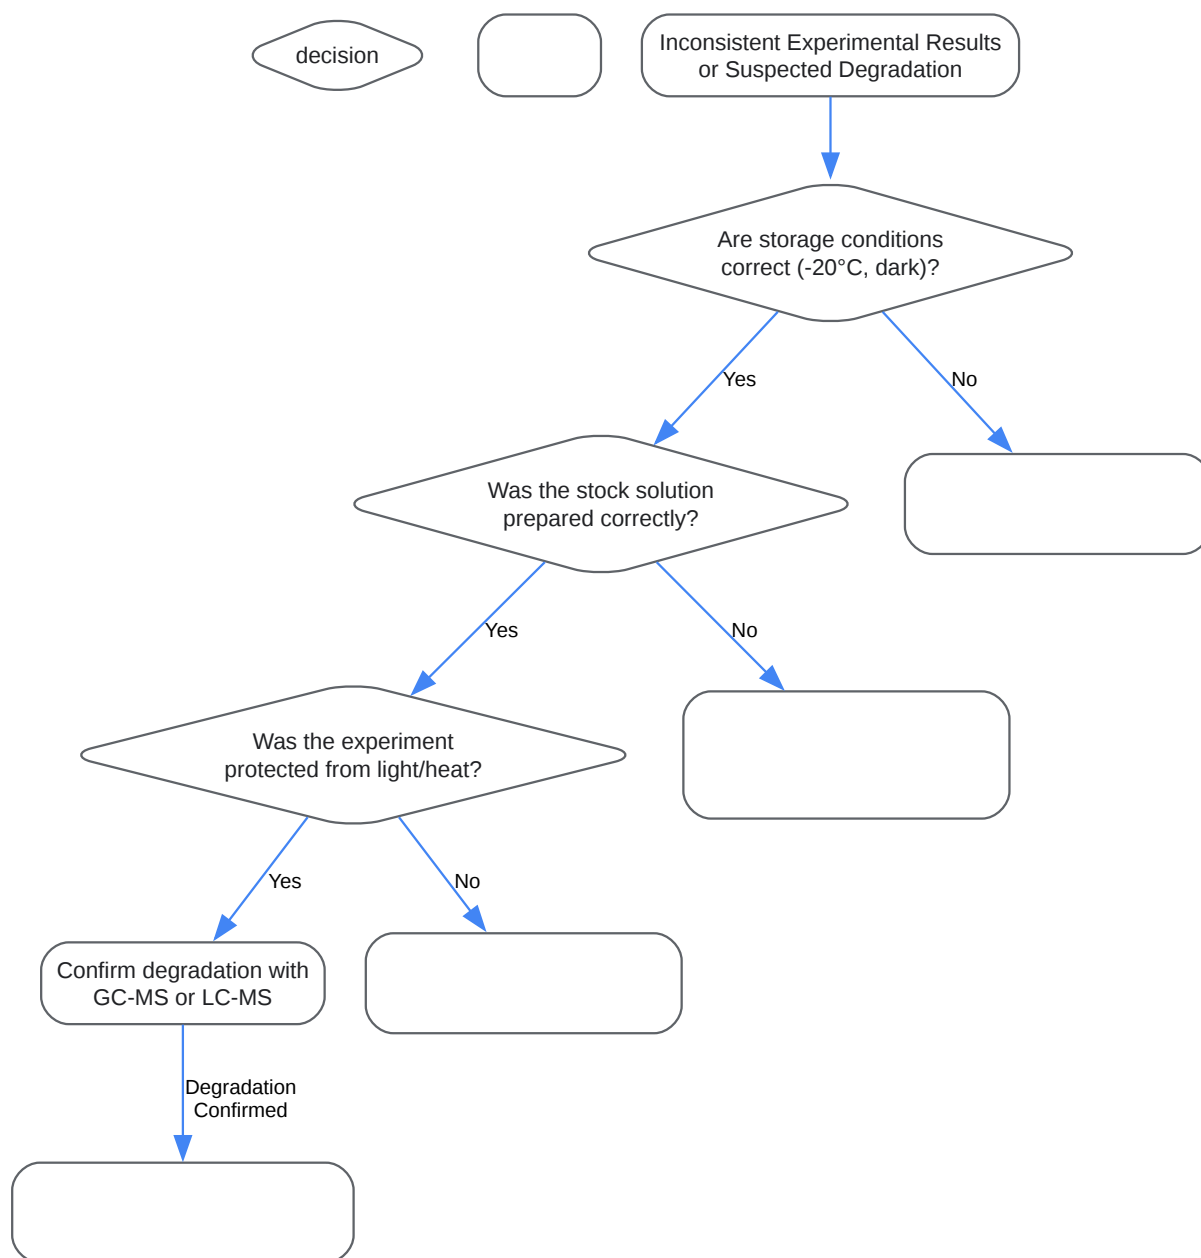 decision
Inconsistent Experimental Results
or Suspected Degradation
Are storage conditions
correct (-20°C, dark)?
Yes
No
Was the stock solution
prepared correctly?
Yes
No
Was the experiment
protected from light/heat?
Yes
No
Confirm degradation with
GC-MS or LC-MS
Degradation
Confirmed